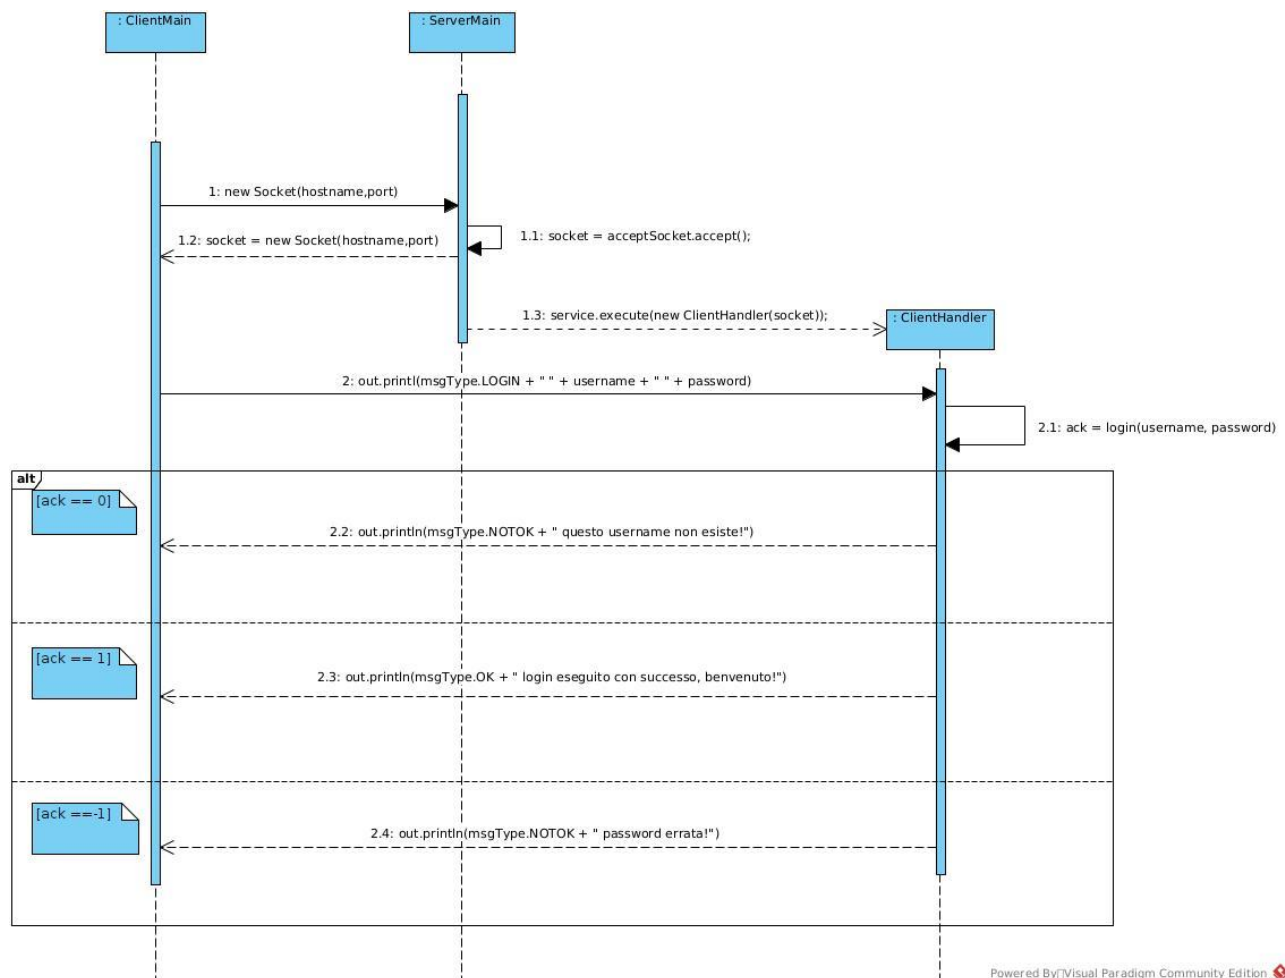 : ClientMain
: ServerMain
1: new Socket(hostname,port)
1.1: socket = acceptSocket.accept();
1.2: socket = new Socket(hostname,port)
1.3: service.execute(new ClientHandler(socket));
: ClientHandler
2: out.printl(msgType.LOGIN + " " + username + " " + password)
2.1: ack = login(username, password)
alt
[ack == 0]
2.2: out.println(msgType.NOTOK + " questo username non esiste!")
[ack == 1]
2.3: out.println(msgType.OK + " login eseguito con successo, benvenuto!")
[ack ==-1]
2.4: out.println(msgType.NOTOK + " password errata!")
Powered By Visual Paradigm Community Edition